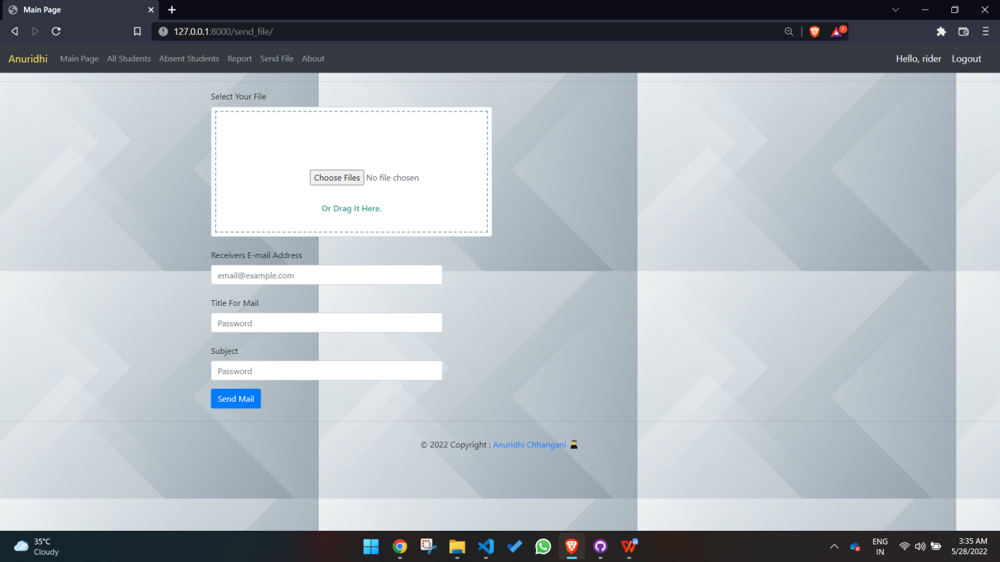 Main Page
127.0.0.1:8000/send_file/
1
Anuridhi Main Page All Students Absent Students Report Send File About Hello, rider Logout
Select Your File
Choose Files No file chosen
Or Drag It Here.
Receivers E-mail Address
email@example.com
Title For Mail
Password
Subject
Password
Send Mail
© 2022 Copyright : Anuridhi Chhangani
35°C
Cloudy
ENG
IN
3:35 AM
5/28/2022